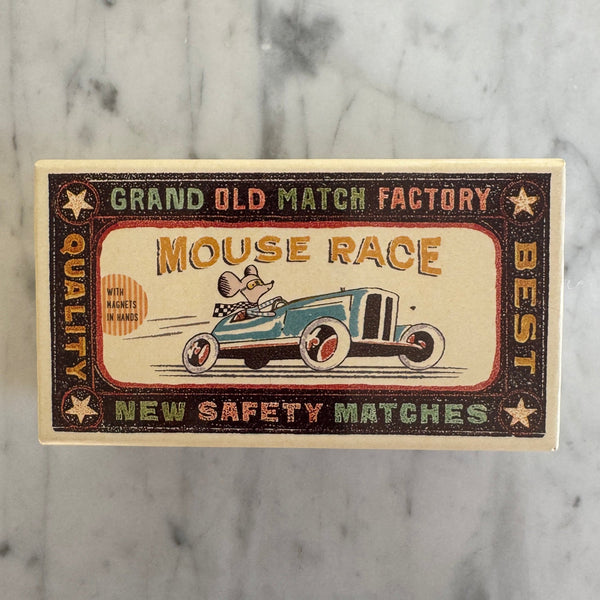 GRAND OLD MATCH FACTORY
QUALITY
MOUSE RACE
WITH
MAGNETS
IN HANDS
BEST
NEW SAFETY MATCHES